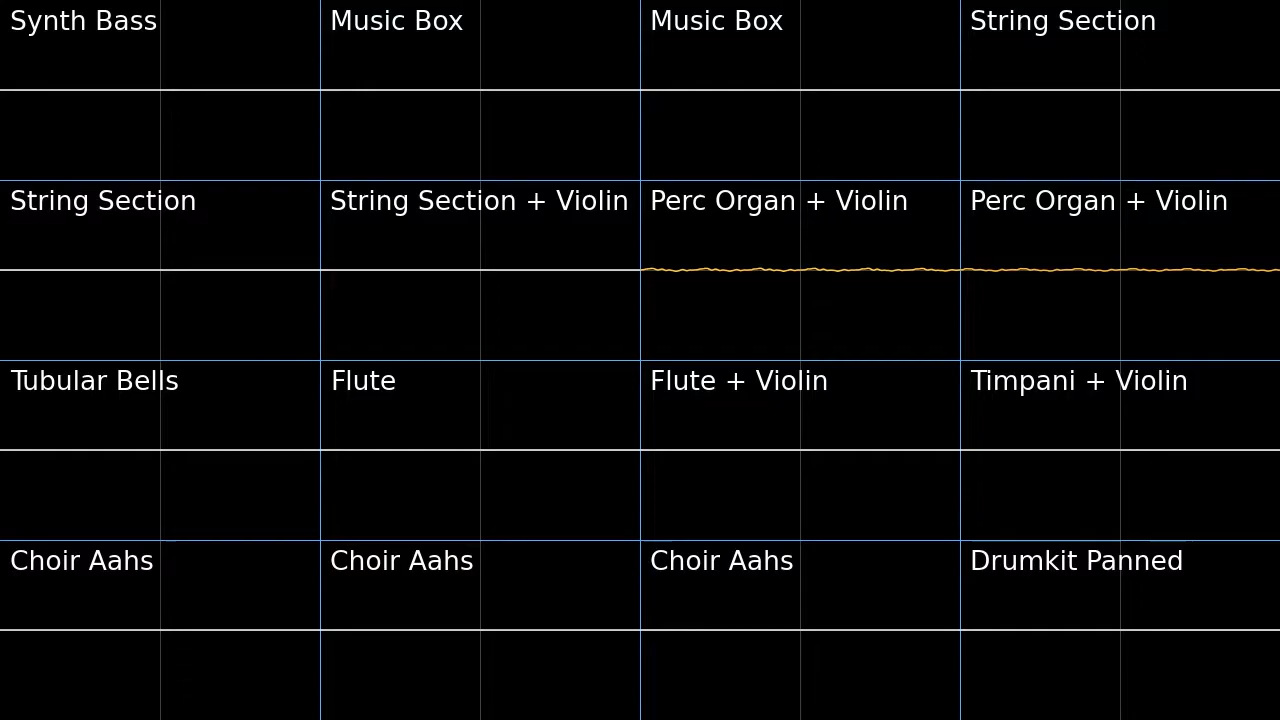 Synth Bass
Music Box
Music Box
String Section
String Section
String Section + Violin
Perc Organ + Violin
Perc Organ + Violin
Tubular Bells
Flute
Flute + Violin
Timpani + Violin
Choir Aahs
Choir Aahs
Choir Aahs
Drumkit Panned